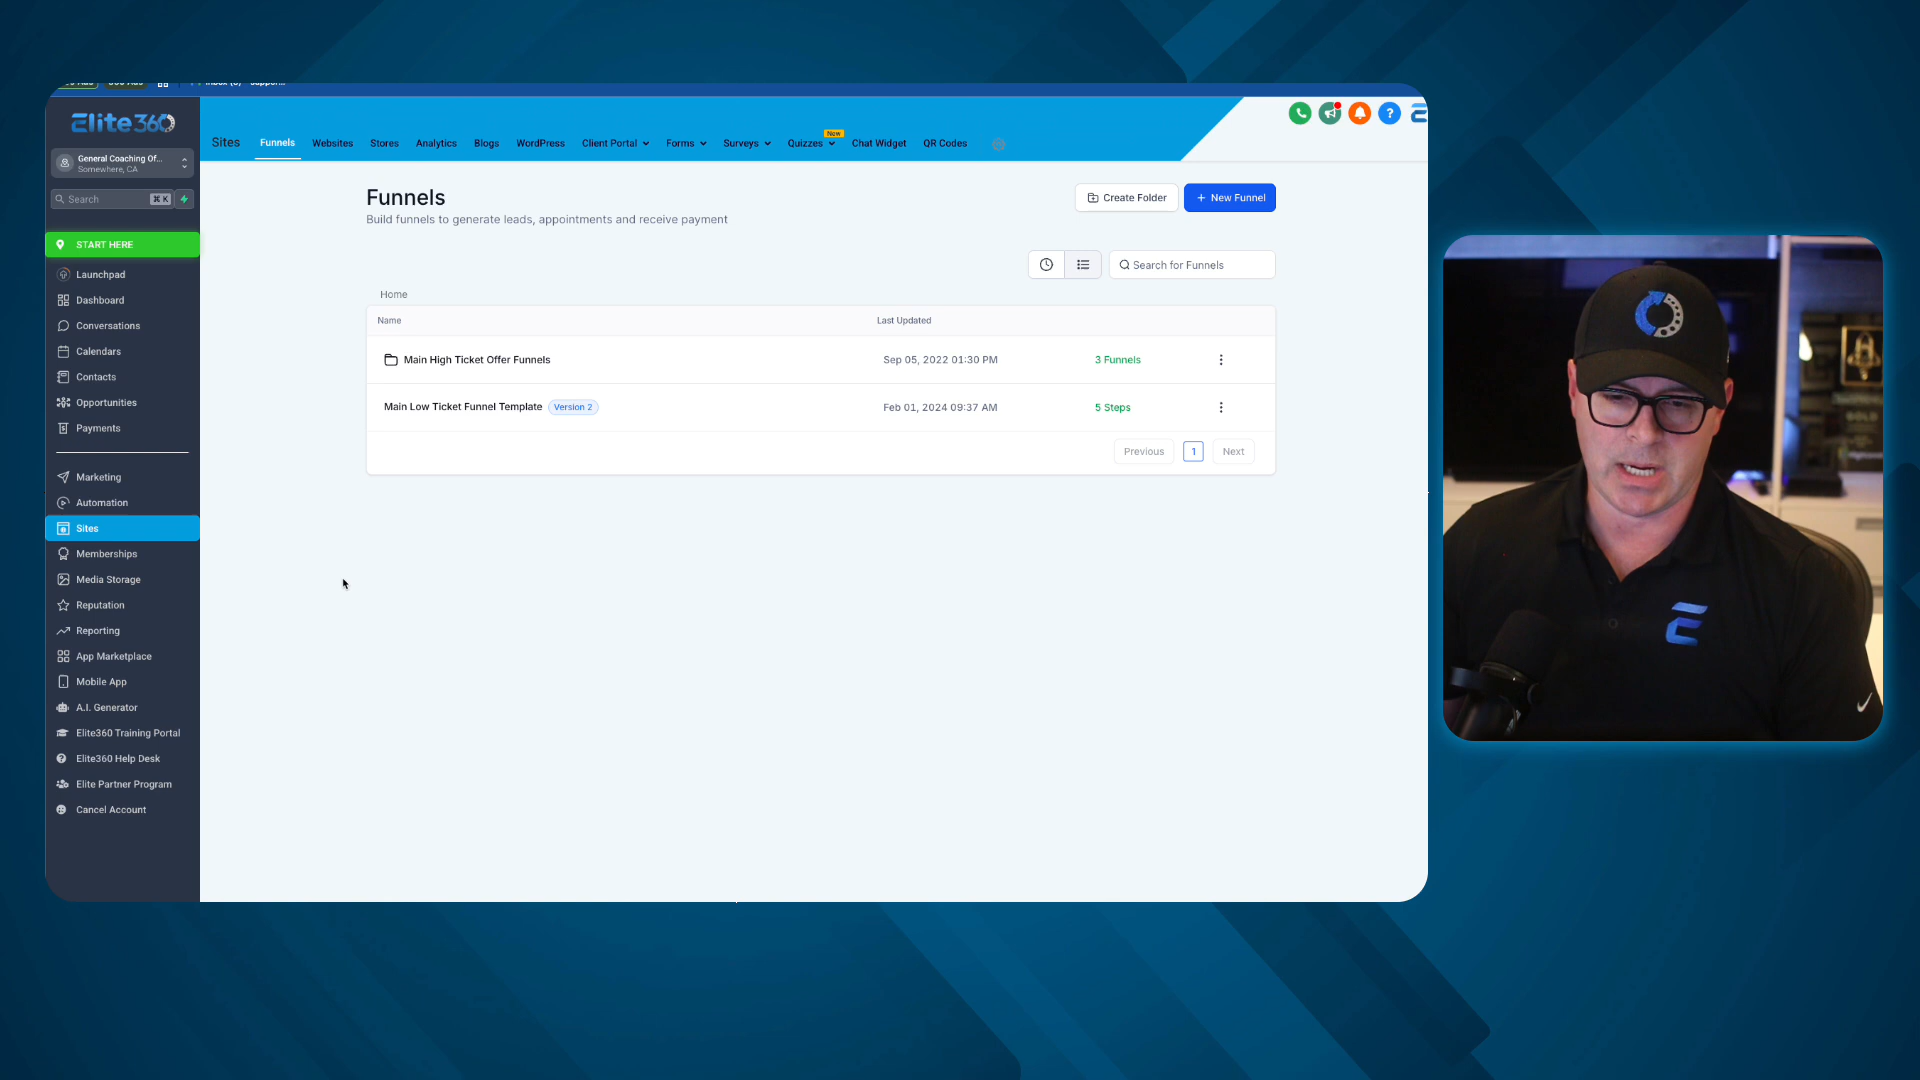 Elite360
General Coaching Of...
Somewhere, CA
Search
⌘ K
START HERE
Launchpad
Dashboard
Conversations
Calendars
Contacts
Opportunities
Payments
Marketing
Automation
Sites
Memberships
Media Storage
Reputation
Reporting
App Marketplace
Mobile App
A.I. Generator
Elite360 Training Portal
Elite360 Help Desk
Elite Partner Program
Cancel Account
Sites
Funnels
Websites
Stores
Analytics
Blogs
WordPress
Client Portal
Forms
Surveys
Quizzes
New
Chat Widget
QR Codes
?
Funnels
Build funnels to generate leads, appointments and receive payment
Create Folder
+ New Funnel
Search for Funnels
Home
Name Last Updated
Main High Ticket Offer Funnels Sep 05, 2022 01:30 PM 3 Funnels
Main Low Ticket Funnel Template Version 2 Feb 01, 2024 09:37 AM 5 Steps
Previous 1 Next